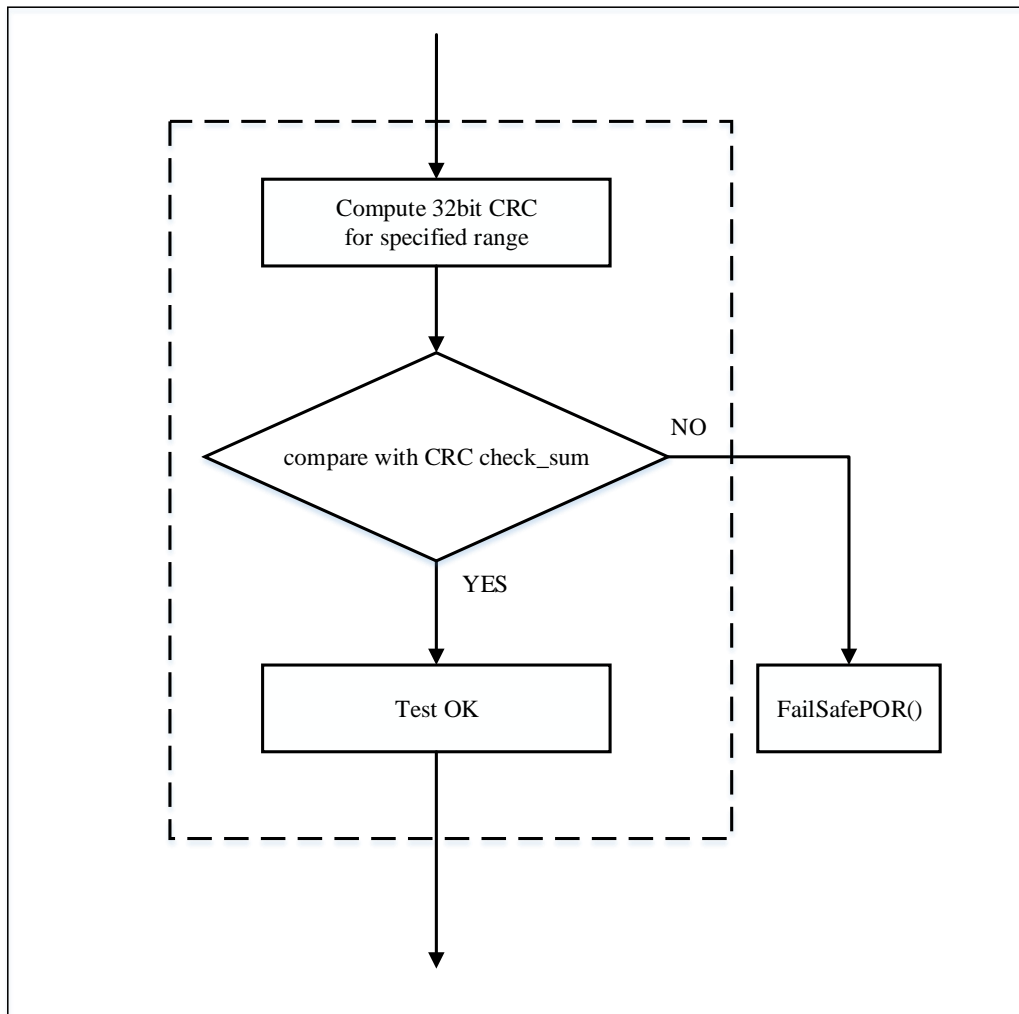 Compute 32bit CRC
for specified range
compare with CRC check_sum
NO
YES
Test OK
FailSafePOR()